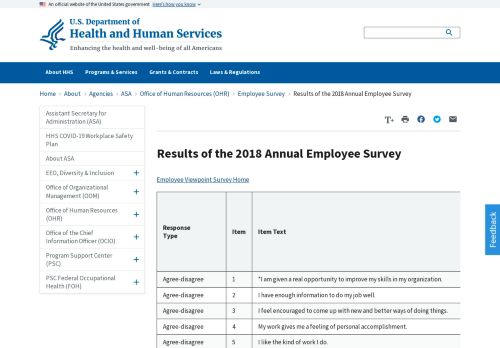 An official website of the United States government Here's how you know
U.S. Department of
Health and Human Services
Enhancing the health and well-being of all Americans
About HHS Programs & Services Grants & Contracts Laws & Regulations
Home > About > Agencies > ASA > Office of Human Resources (OHR) > Employee Survey > Results of the 2018 Annual Employee Survey
Assistant Secretary for
Administration (ASA)
HHS COVID-19 Workplace Safety
Plan
About ASA
EEO, Diversity & Inclusion +
Office of Organizational
Management (OOM) +
Office of Human Resources
(OHR) +
Office of the Chief
Information Officer (OCIO) +
Program Support Center
(PSC) +
PSC Federal Occupational
Health (FOH) +
T+
Results of the 2018 Annual Employee Survey
Employee Viewpoint Survey Home
Response
Type Item Item Text
Agree-disagree 1 *I am given a real opportunity to improve my skills in my organization.
Agree-disagree 2 I have enough information to do my job well.
Agree-disagree 3 I feel encouraged to come up with new and better ways of doing things.
Agree-disagree 4 My work gives me a feeling of personal accomplishment.
Agree-disagree 5 I like the kind of work I do.
Feedback